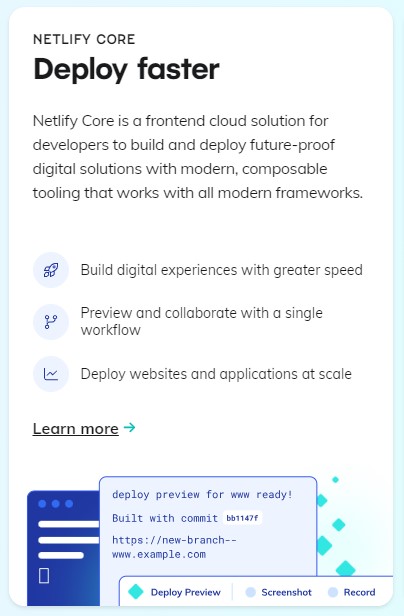 NETLIFY CORE
Deploy faster
Netlify Core is a frontend cloud solution for
developers to build and deploy future-proof
digital solutions with modern, composable
tooling that works with all modern frameworks.
Build digital experiences with greater speed
Preview and collaborate with a single
workflow
Deploy websites and applications at scale
Learn more
deploy preview for www ready!
Built with commit bb1147f
https://new-branch--
www.example.com
Deploy Preview Screenshot Record